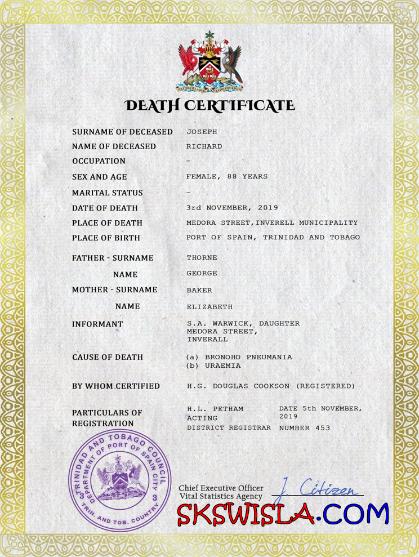 DEATH CERTIFICATE
SURNAME OF DECEASED JOSEPH
NAME OF DECEASED RICHARD
OCCUPATION –
SEX AND AGE FEMALE, 88 YEARS
MARITAL STATUS –
DATE OF DEATH 3rd NOVEMBER, 2019
PLACE OF DEATH MEDORA STREET,INVERELL MUNICIPALITY
PLACE OF BIRTH PORT OF SPAIN, TRINIDAD AND TOBAGO
FATHER - SURNAME THORNE
NAME GEORGE
MOTHER - SURNAME BAKER
NAME ELIZABETH
INFORMANT S.A. WARWICK, DAUGHTER
MEDORA STREET,
INVERALL
CAUSE OF DEATH (a) BRONOHO PNEUMANIA
(b) URAEMIA
BY WHOM CERTIFIED H.G. DOUGLAS COOKSON (REGISTERED)
PARTICULARS OF REGISTRATION H.L. PETHAM DATE 5th NOVEMBER,
ACTING 2019
DISTRICT REGISTRAR NUMBER 453
TRINIDAD AND TOBAGO COUNCIL
DEPARTMENT OF PORT OF SPAIN CITY
TRIN. AND TOB. COUNTRY
Chief Executive Officer
Vital Statistics Agency J Citizen
SKSWISLA.COM